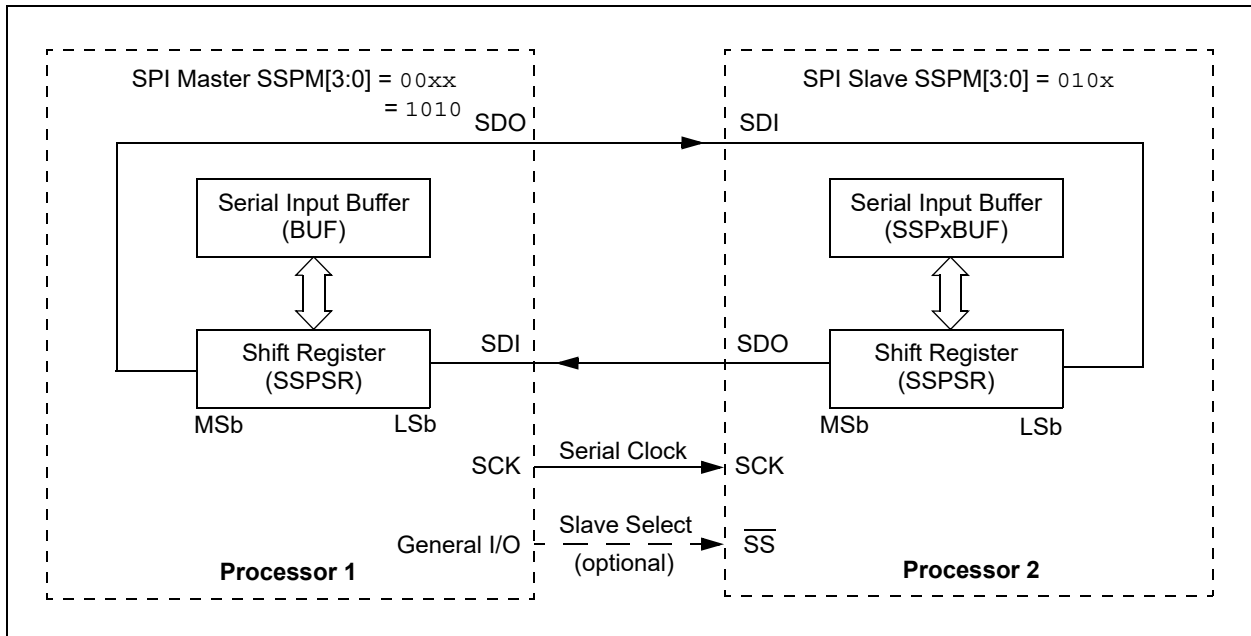 SPI Master SSPM[3:0] = 00xx
= 1010
SPI Slave SSPM[3:0] = 010x
SDO
SDI
Serial Input Buffer
(BUF)
Serial Input Buffer
(SSPxBUF)
SDI
SDO
Shift Register
(SSPSR)
Shift Register
(SSPSR)
MSb
LSb
MSb
LSb
SCK
Serial Clock
SCK
General I/O
Slave Select
(optional)
S̅S̅
Processor 1
Processor 2